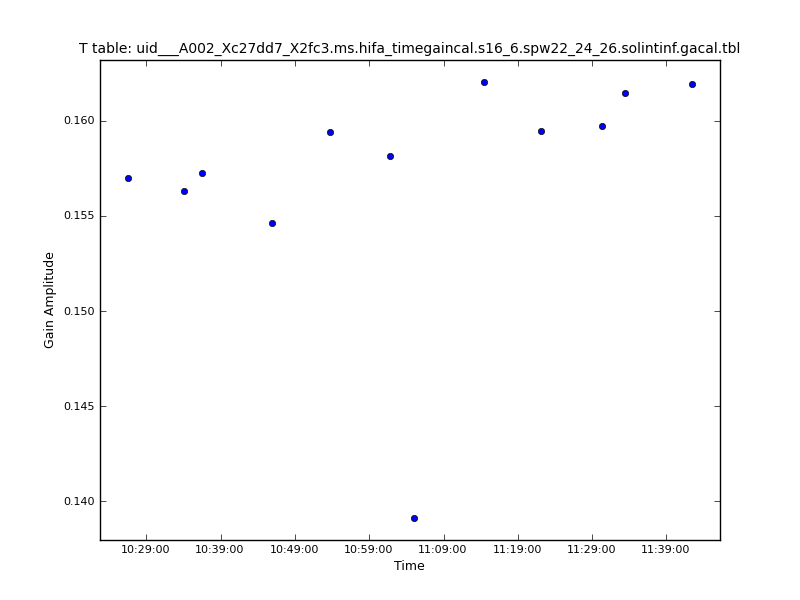 T table: uid___A002_Xc27dd7_X2fc3.ms.hifa_timegaincal.s16_6.spw22_24_26.solintinf.gacal.tbl
0.160
0.155
0.150
0.145
0.140
Gain Amplitude
10:29:00 10:39:00 10:49:00 10:59:00 11:09:00 11:19:00 11:29:00 11:39:00
Time